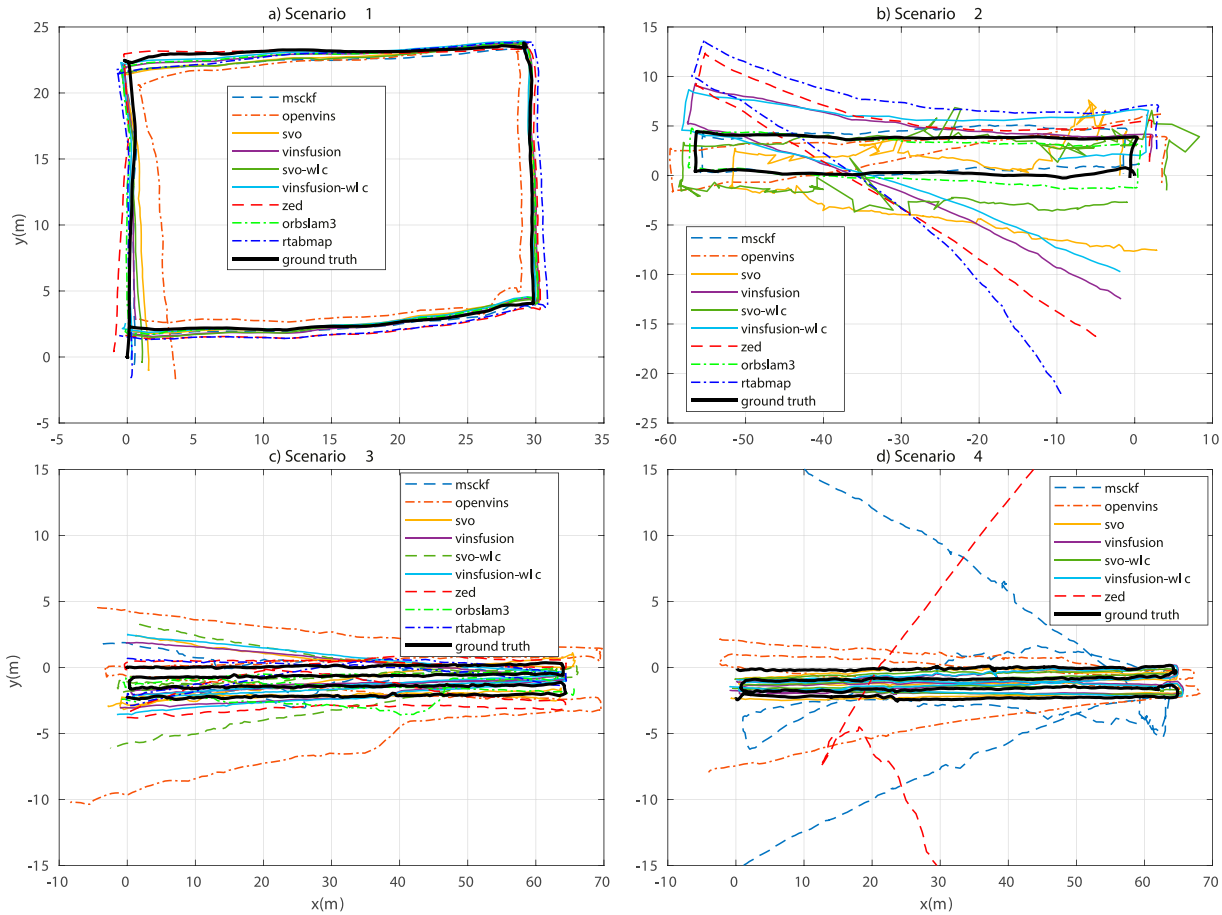 a) Scenario 1
25
20
15
10
5
0
-5
y(m)
-5 0 5 10 15 20 25 30 35
msckf
openvins
svo
vinsfusion
svo-wlc
vinsfusion-wlc
zed
orbslam3
rtabmap
ground truth
b) Scenario 2
15
10
5
0
-5
-10
-15
-20
-25
-60 -50 -40 -30 -20 -10 0 10
msckf
openvins
svo
vinsfusion
svo-wlc
vinsfusion-wlc
zed
orbslam3
rtabmap
ground truth
c) Scenario 3
15
10
5
0
-5
-10
-15
y(m)
-10 0 10 20 30 40 50 60 70
x(m)
msckf
openvins
svo
vinsfusion
svo-wlc
vinsfusion-wlc
zed
orbslam3
rtabmap
ground truth
d) Scenario 4
15
10
5
0
-5
-10
-15
-10 0 10 20 30 40 50 60 70
x(m)
msckf
openvins
svo
vinsfusion
svo-wlc
vinsfusion-wlc
zed
ground truth